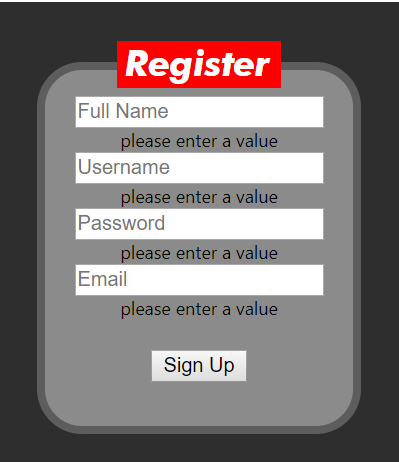 Register
Full Name
please enter a value
Username
please enter a value
Password
please enter a value
Email
please enter a value
Sign Up